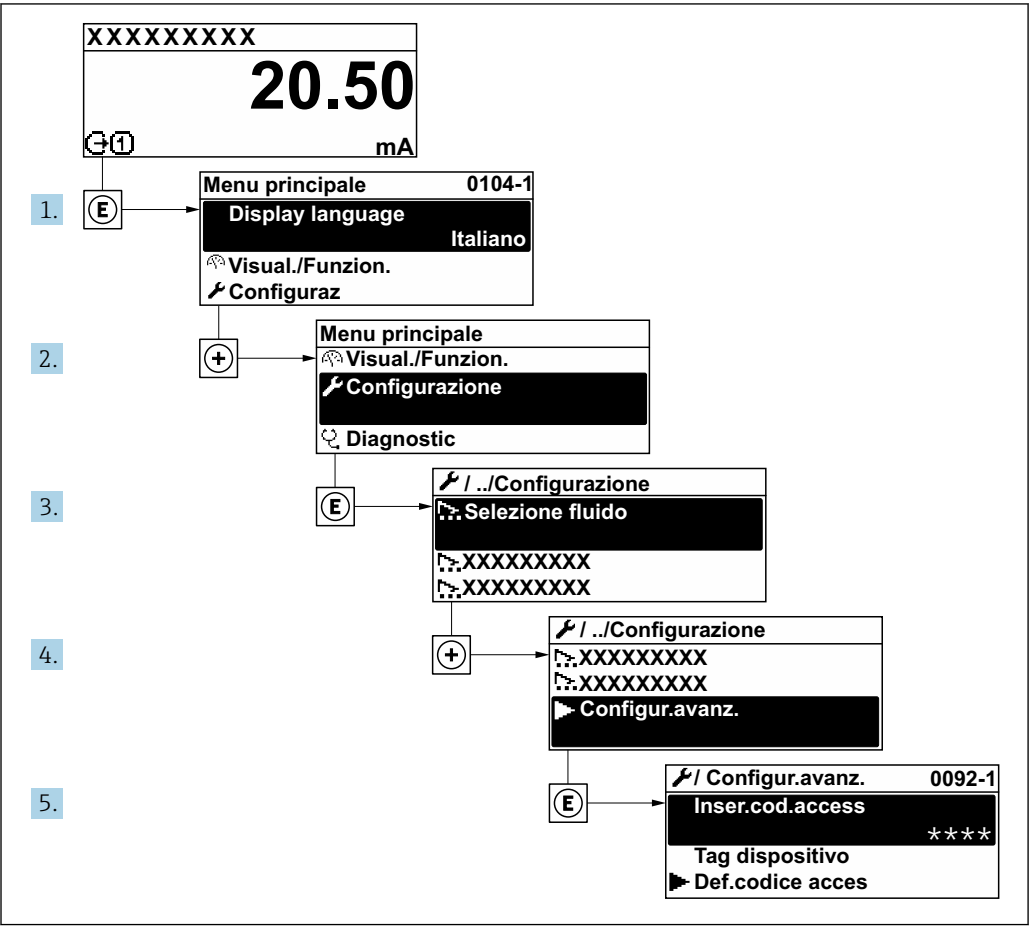 XXXXXXXXX
20.50
1 mA
1. E
Menu principale 0104-1
Display language
Italiano
Visual./Funzion.
Configuraz
2. +
Menu principale
Visual./Funzion.
Configurazione
Diagnostic
3. E
/ ../Configurazione
Selezione fluido
XXXXXXXXX
XXXXXXXXX
4. +
/ ../Configurazione
XXXXXXXXX
XXXXXXXXX
Configur.avanz.
5. E
/ Configur.avanz. 0092-1
Inser.cod.access
****
Tag dispositivo
Def.codice acces